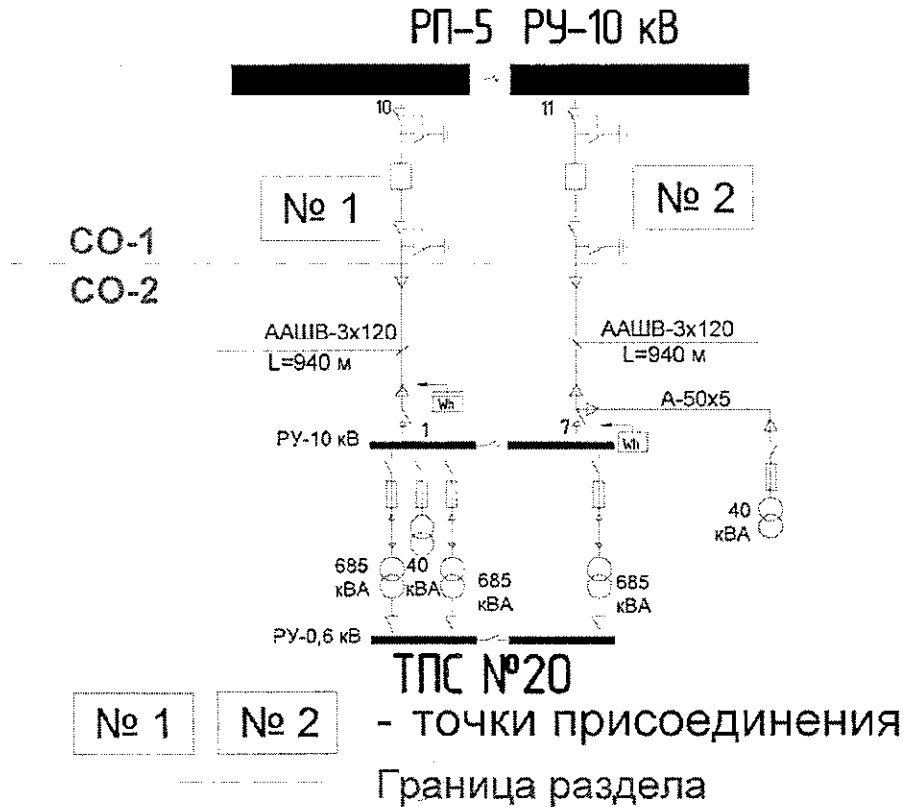 РП-5 РУ-10 кВ
10
11
№ 1
№ 2
СО-1
СО-2
ААШВ-3х120
L=940 м
ААШВ-3х120
L=940 м
Wh
А-50х5
РУ-10 кВ
1
7
Wh
40
кВА
685
кВА
40
кВА
685
кВА
685
кВА
РУ-0,6 кВ
ТПС №20
№ 1 № 2 - точки присоединения
Граница раздела